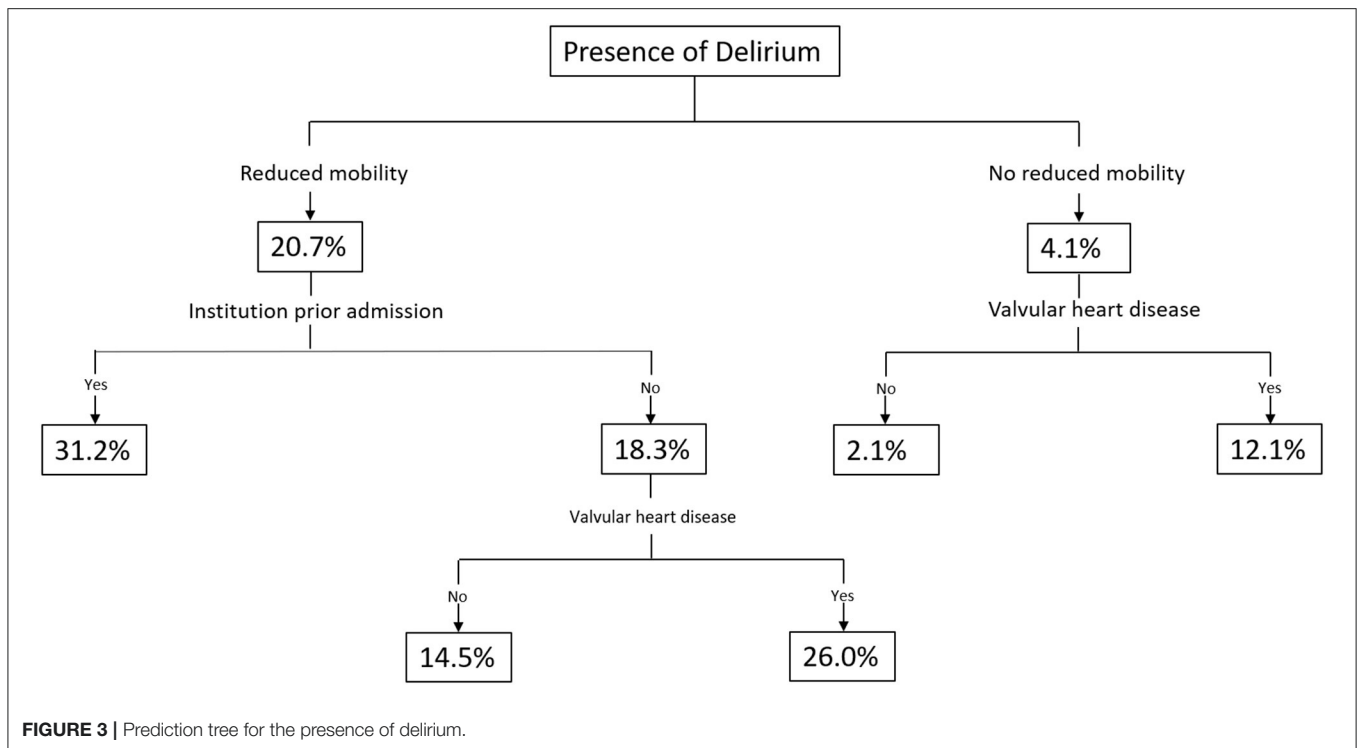 Presence of Delirium
Reduced mobility
No reduced mobility
20.7%
4.1%
Institution prior admission
Valvular heart disease
Yes
No
No
Yes
31.2%
18.3%
2.1%
12.1%
Valvular heart disease
No
Yes
14.5%
26.0%
FIGURE 3 | Prediction tree for the presence of delirium.